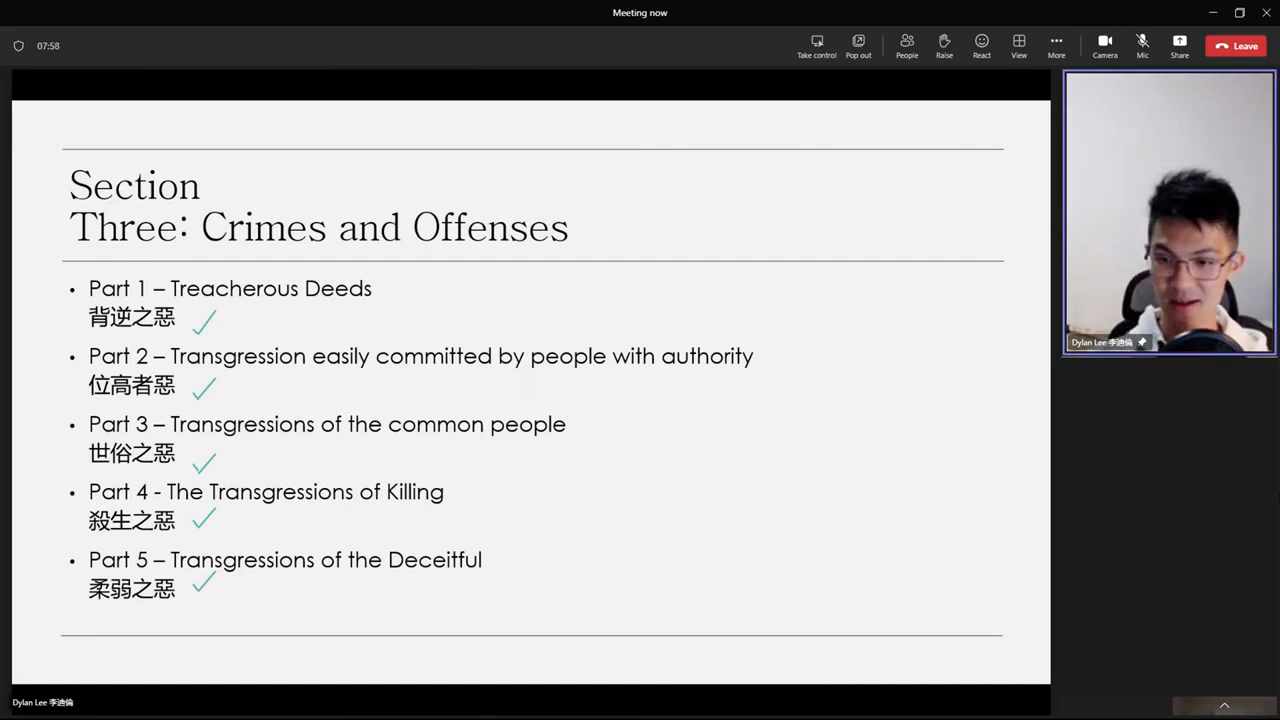 Meeting now
07:58
Take control
Pop out
People
Raise
React
View
More
Camera
Mic
Share
Leave
Section
Three: Crimes and Offenses
• Part 1 – Treacherous Deeds
背逆之惡
• Part 2 – Transgression easily committed by people with authority
位高者惡
• Part 3 – Transgressions of the common people
世俗之惡
• Part 4 - The Transgressions of Killing
殺生之惡
• Part 5 – Transgressions of the Deceitful
柔弱之惡
Dylan Lee 李迪倫
Dylan Lee 李迪倫